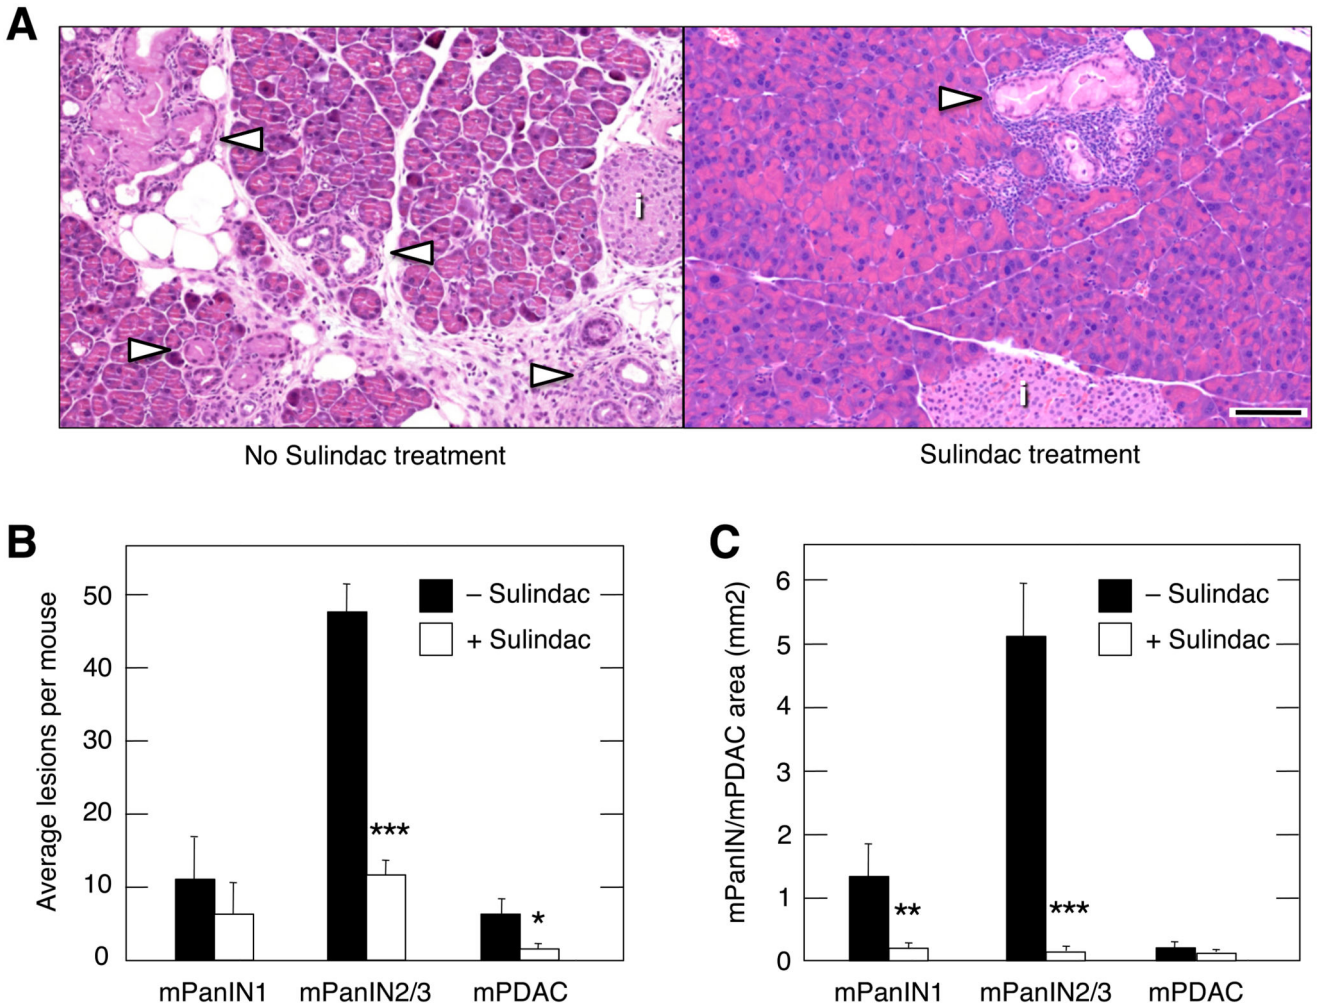 A
i
i
No Sulindac treatment
Sulindac treatment
B
Average lesions per mouse
50
40
30
20
10
0
– Sulindac
+ Sulindac
***
*
mPanIN1
mPanIN2/3
mPDAC
C
mPanIN/mPDAC area (mm2)
6
5
4
3
2
1
0
– Sulindac
+ Sulindac
**
***
mPanIN1
mPanIN2/3
mPDAC